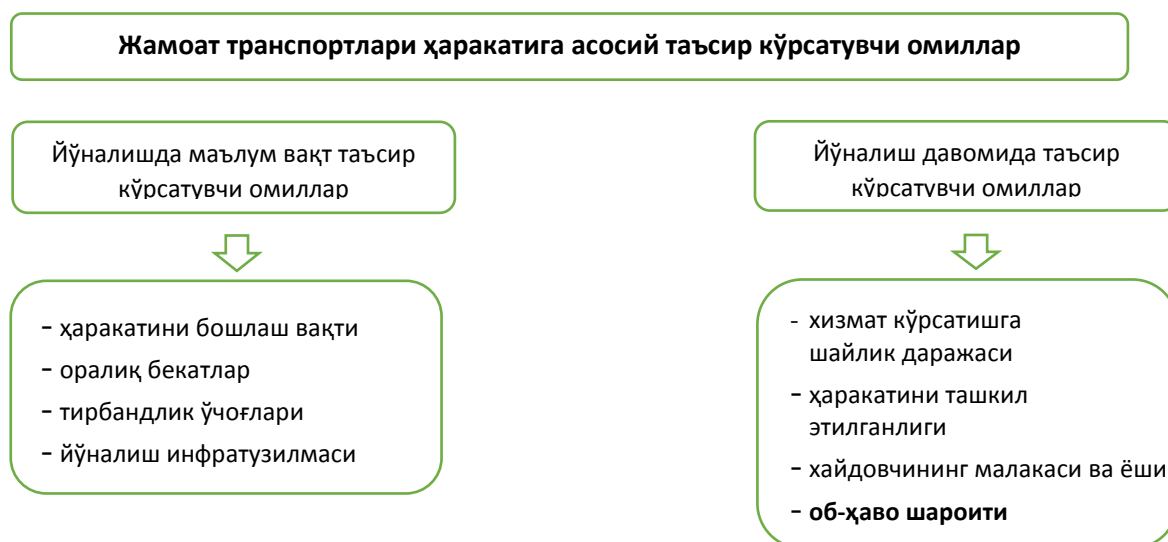 Жамоат транспортлари ҳаракатига асосий таъсир кўрсатувчи омиллар
Йўналишда маълум вақт таъсир
кўрсатувчи омиллар
- ҳаракатини бошлаш вақти
- оралиқ бекатлар
- тирбандлик ўчоғлари
- йўналиш инфратузилмаси
Йўналиш давомида таъсир
кўрсатувчи омиллар
- хизмат кўрсатишга
шайлик даражаси
- ҳаракатини ташкил
этилганлиги
- хайдовчининг малакаси ва ёши
- об-ҳаво шароити